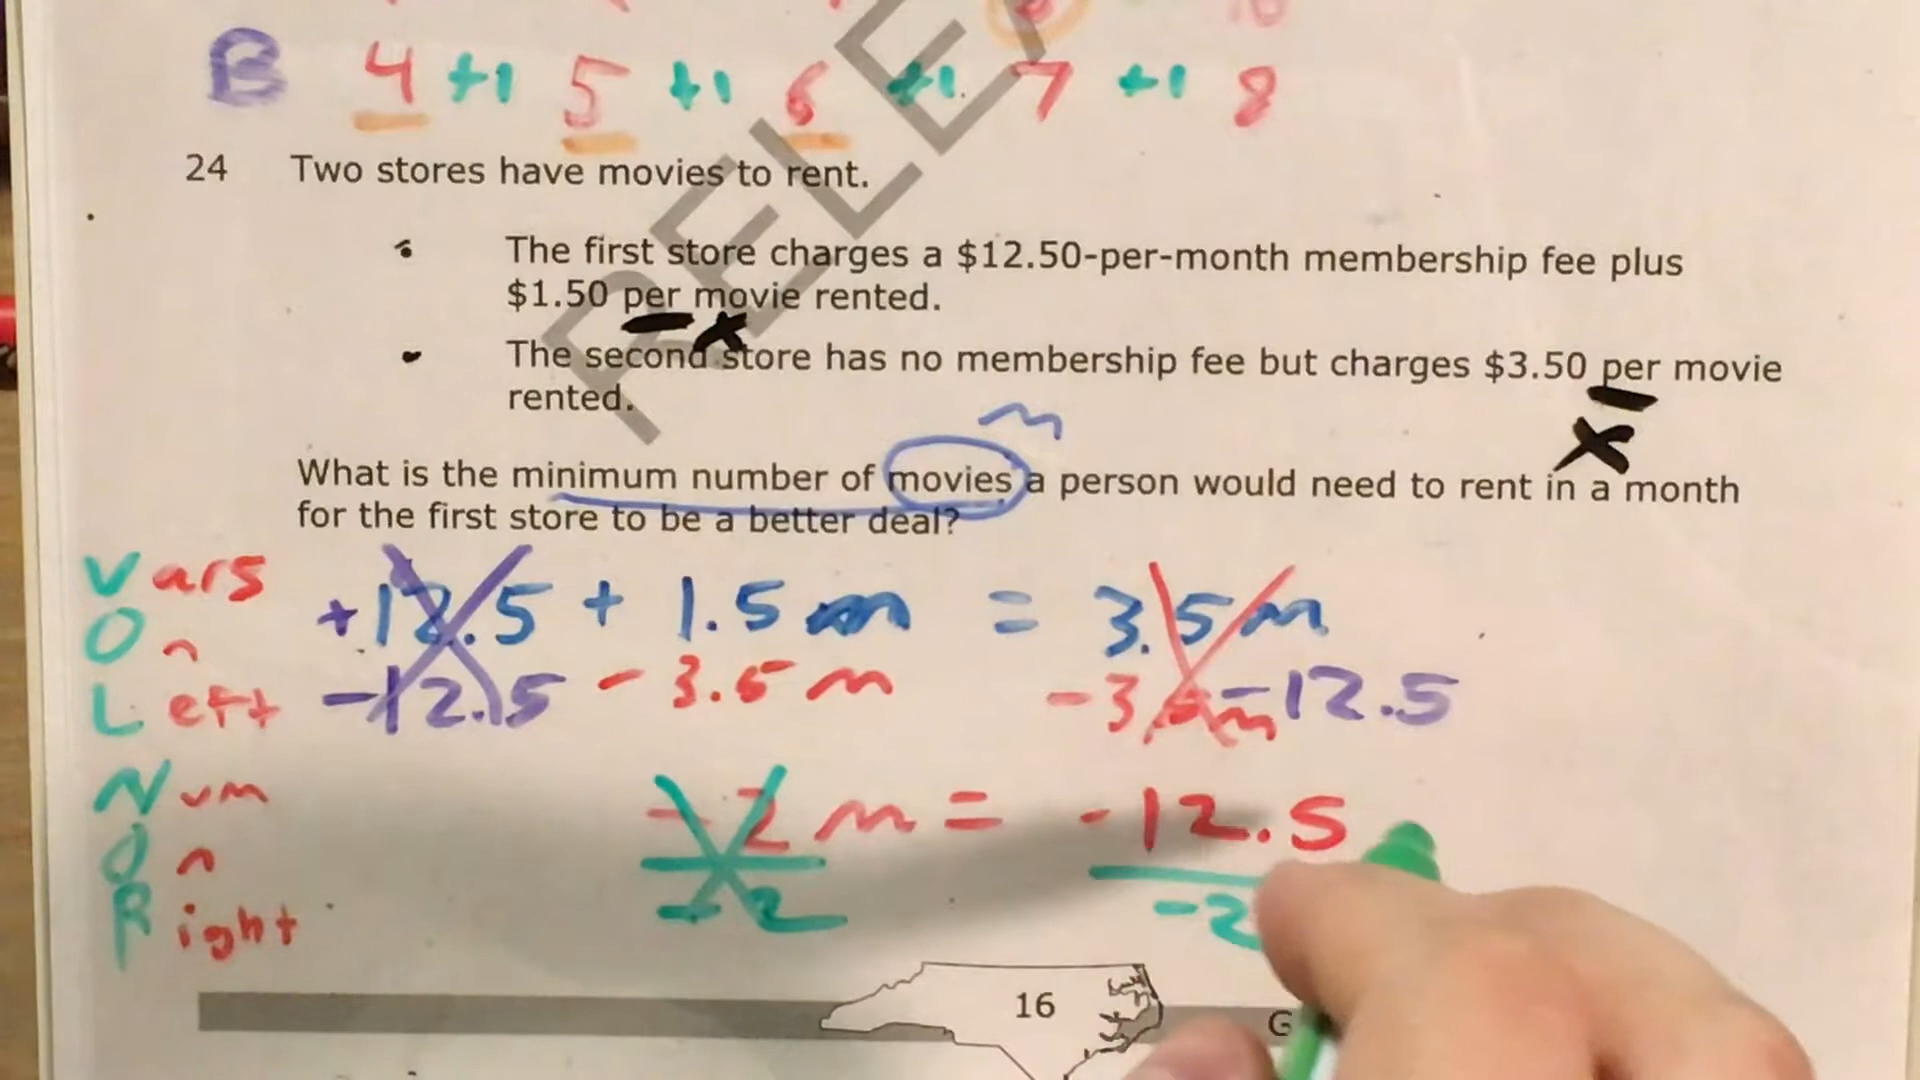 B 4 +1 5 +1 6 +1 7 +1 8
24 Two stores have movies to rent.
The first store charges a $12.50-per-month membership fee plus
$1.50 per movie rented.
The second store has no membership fee but charges $3.50 per movie
rented.
m
What is the minimum number of movies a person would need to rent in a month
for the first store to be a better deal?
Vars
On
Left
Num
On
Right
+12.5 + 1.5m = 3.5m
-12.5 - 3.5m -3.5m -12.5
-2m = -12.5
-2 -2
16
G
RELEA